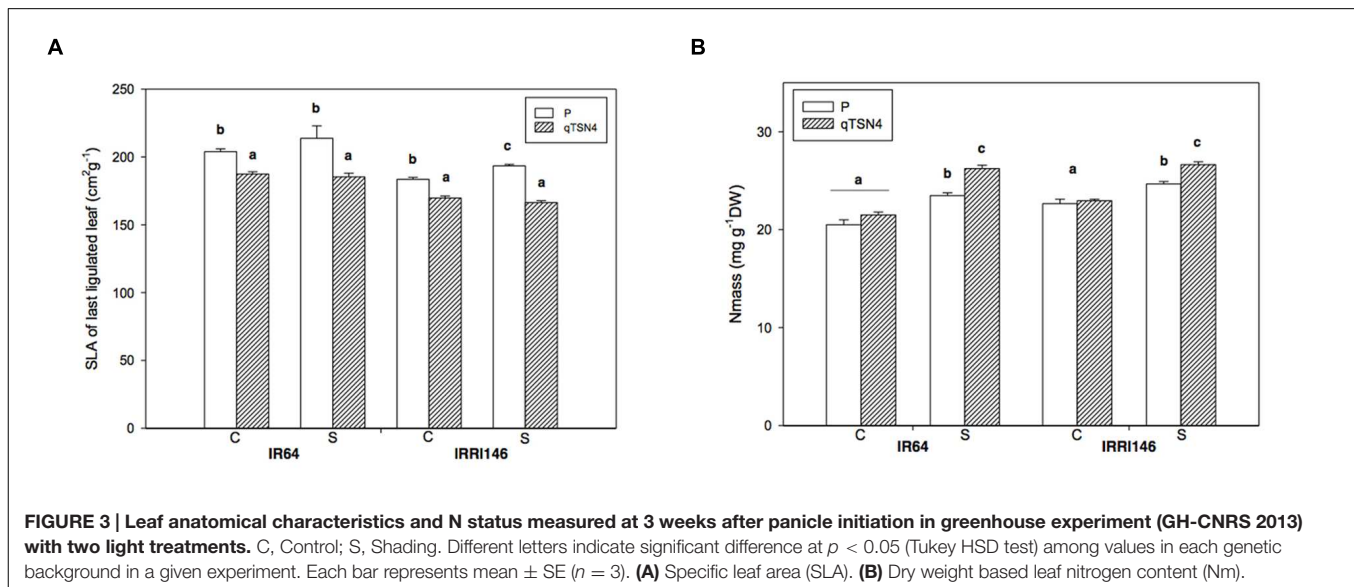 A
B
250
200
150
100
50
0
SLA of last ligulated leaf (cm²g⁻¹)
P
qTSN4
b
a
b
a
b
a
c
a
C
S
C
S
IR64
IRRI146
30
20
10
0
Nmass (mg g⁻¹DW)
P
qTSN4
a
b
c
a
b
c
C
S
C
S
IR64
IRRI146
FIGURE 3 | Leaf anatomical characteristics and N status measured at 3 weeks after panicle initiation in greenhouse experiment (GH-CNRS 2013)
with two light treatments. C, Control; S, Shading. Different letters indicate significant difference at p < 0.05 (Tukey HSD test) among values in each genetic
background in a given experiment. Each bar represents mean ± SE (n = 3). (A) Specific leaf area (SLA). (B) Dry weight based leaf nitrogen content (Nm).